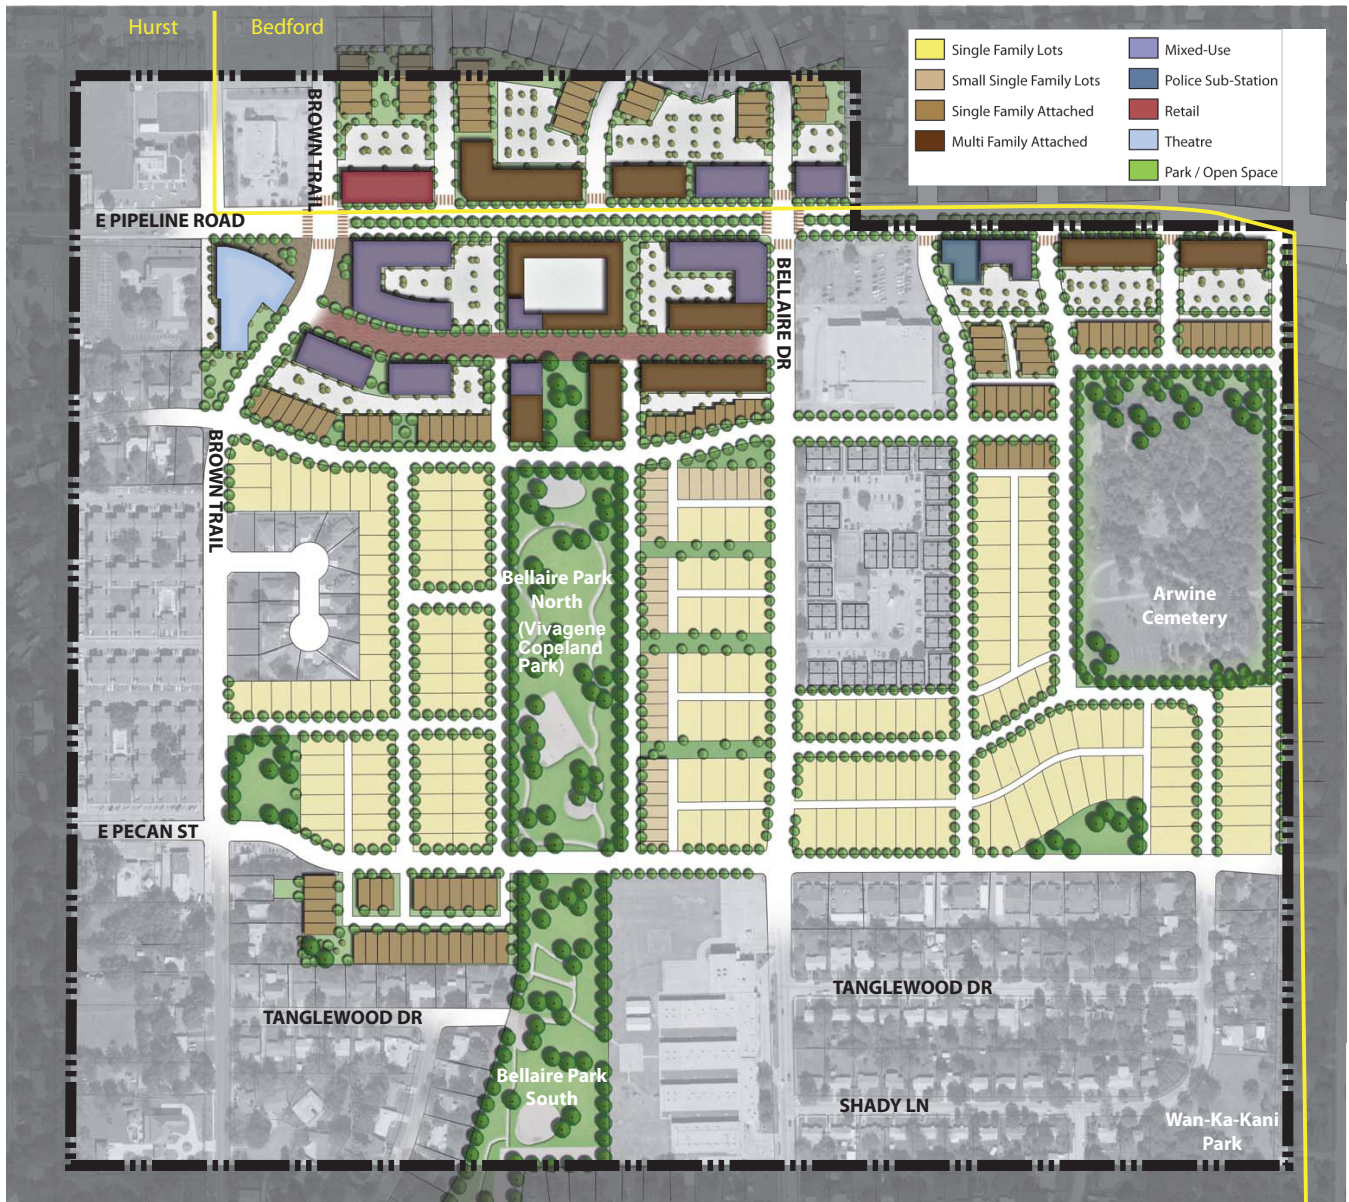 Hurst
Bedford
Single Family Lots
Small Single Family Lots
Single Family Attached
Multi Family Attached
Mixed-Use
Police Sub-Station
Retail
Theatre
Park / Open Space
BROWN TRAIL
E PIPELINE ROAD
BELLAIRE DR
BROWN TRAIL
Bellaire Park
North
(Vivagene
Copeland
Park)
Arwine
Cemetery
E PECAN ST
TANGLEWOOD DR
TANGLEWOOD DR
Bellaire Park
South
SHADY LN
Wan-Ka-Kani
Park